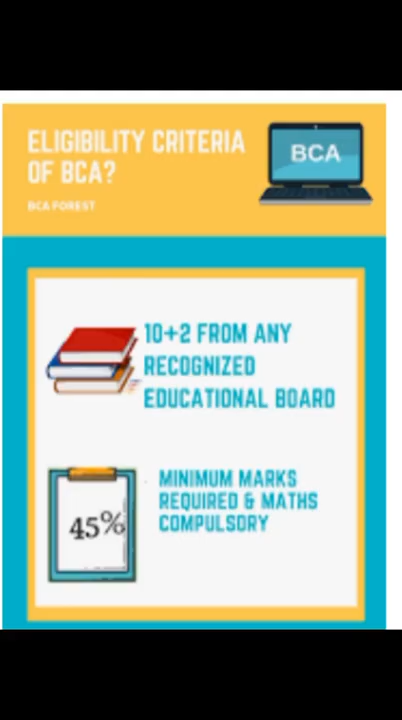 ELIGIBILITY CRITERIA
OF BCA?
BCA FOREST
BCA
10+2 FROM ANY
RECOGNIZED
EDUCATIONAL BOARD
45%
MINIMUM MARKS
REQUIRED & MATHS
COMPULSORY